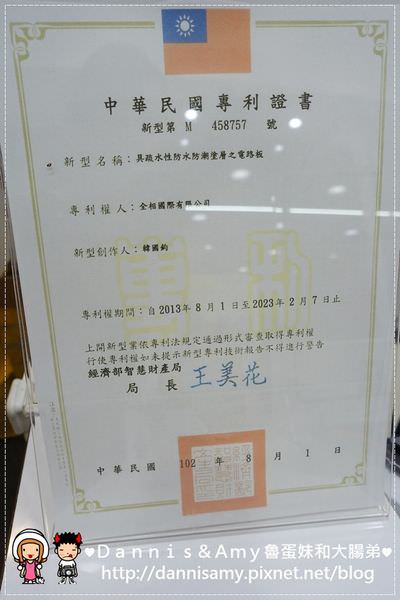 中華民國專利證書
新型第 M 458757 號
新型名稱：具疏水性防水防潮塗層之電路板
專利權人：全相國際有限公司
新型創作人：韓國鈞
專利權期間：自2013年8月1日至2023年2月7日止
上開新型業依專利法規定通過形式審查取得專利權
行使專利權如未提示新型專利技術報告不得進行警告
經濟部智慧財產局
局 長 王美花
中華民國 102 年 8 月 1 日
♥Dannis&Amy魯蛋妹和大腸弟♥
http://dannisamy.pixnet.net/blog